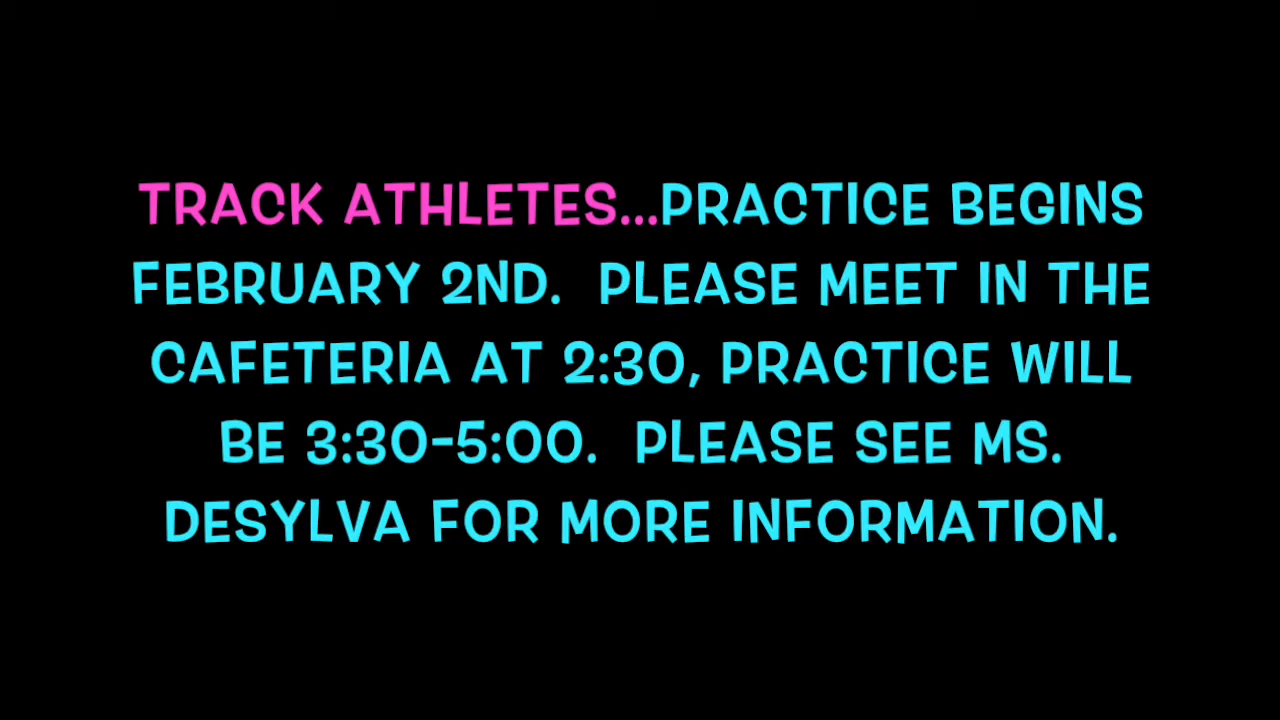 TRACK ATHLETES...PRACTICE BEGINS
FEBRUARY 2ND.  PLEASE MEET IN THE
CAFETERIA AT 2:30, PRACTICE WILL
BE 3:30-5:00.  PLEASE SEE MS.
DESYLVA FOR MORE INFORMATION.